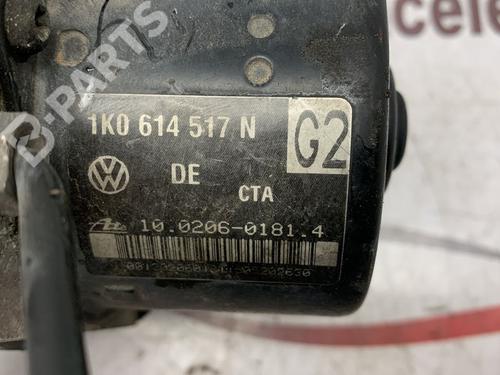 B-PARTS
1K0 614 517 N
G2
DE
CTA
10.0206-0181.4